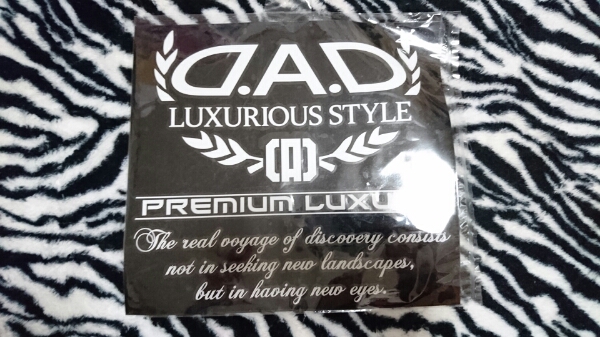 D.A.D
LUXURIOUS STYLE
(A)
PREMIUM LUXU
The real voyage of discovery consists
not in seeking new landscapes,
but in having new eyes.